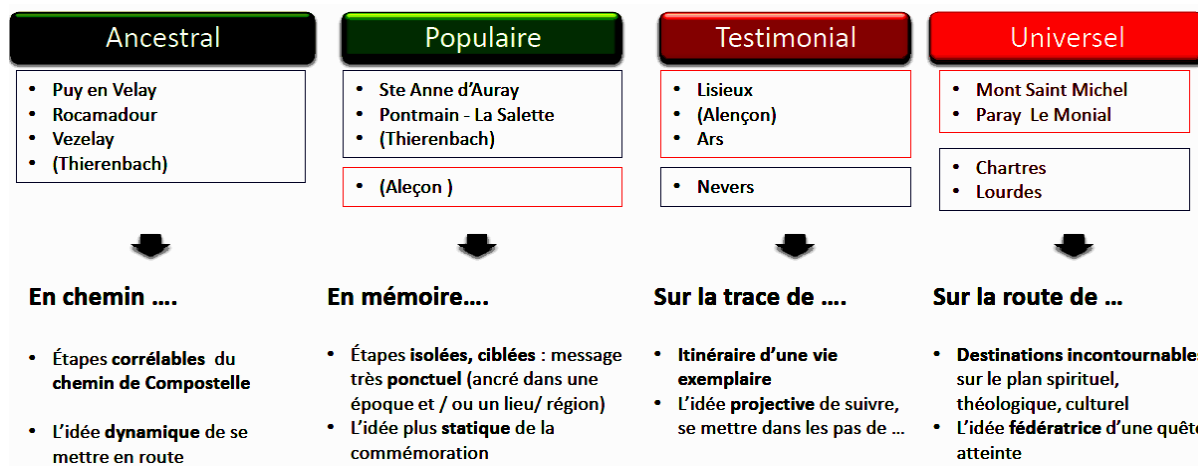 Ancestral
• Puy en Velay
• Rocamadour
• Vezelay
• (Thierenbach)
En chemin ....
• Étapes corrélables du
chemin de Compostelle
• L'idée dynamique de se
mettre en route
Populaire
• Ste Anne d'Auray
• Pontmain - La Salette
• (Thierenbach)
• (Aleçon )
En mémoire....
• Étapes isolées, ciblées : message
très ponctuel (ancré dans une
époque et / ou un lieu/ région)
• L'idée plus statique de la
commémoration
Testimonial
• Lisieux
• (Alençon)
• Ars
• Nevers
Sur la trace de ....
• Itinéraire d'une vie
exemplaire
• L'idée projective de suivre,
se mettre dans les pas de ...
Universel
• Mont Saint Michel
• Paray Le Monial
• Chartres
• Lourdes
Sur la route de ...
• Destinations incontournables
sur le plan spirituel,
théologique, culturel
• L'idée fédératrice d'une quête
atteinte